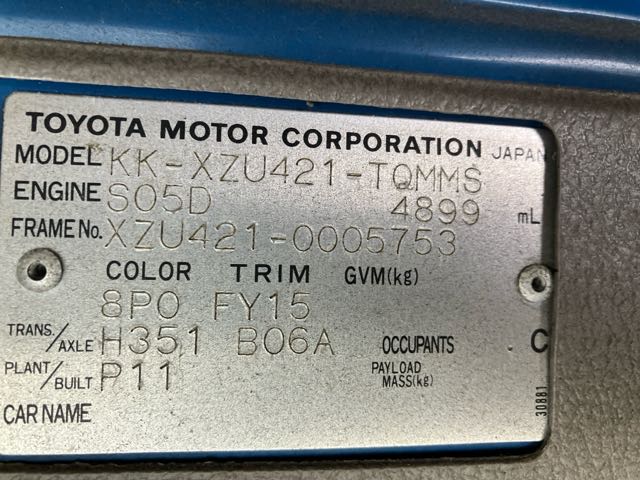 TOYOTA MOTOR CORPORATION JAPAN
MODEL KK-XZU421-TQMMS
ENGINE S05D 4899 mL
FRAME No. XZU421-0005753
COLOR TRIM GVM(kg)
8P0 FY15
TRANS./AXLE H351 B06A OCCUPANTS C
PLANT/BUILT P11 PAYLOAD MASS(kg)
CAR NAME
30881